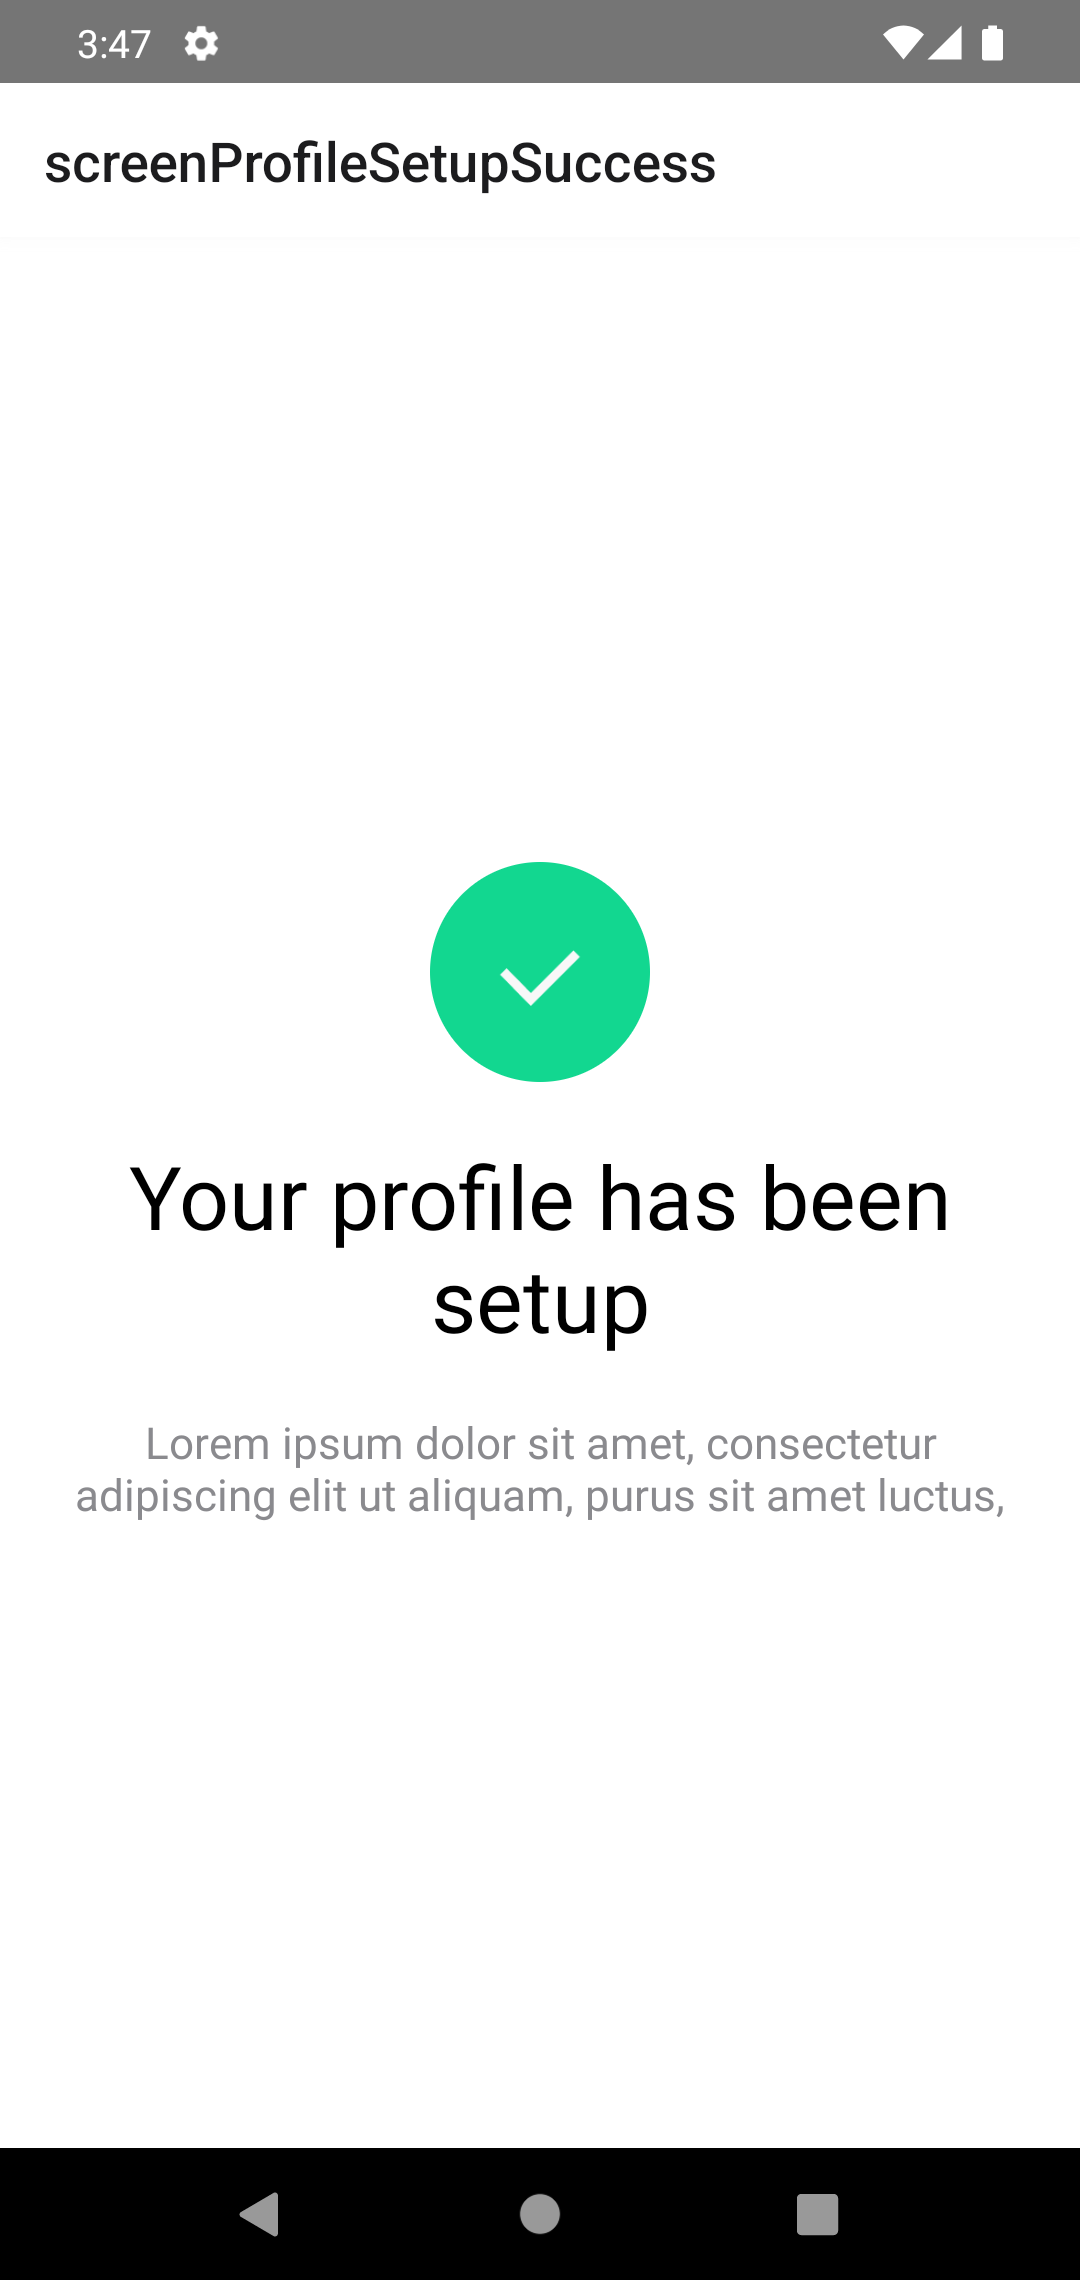 3:47
screenProfileSetupSuccess
Your profile has been
setup
Lorem ipsum dolor sit amet, consectetur
adipiscing elit ut aliquam, purus sit amet luctus,